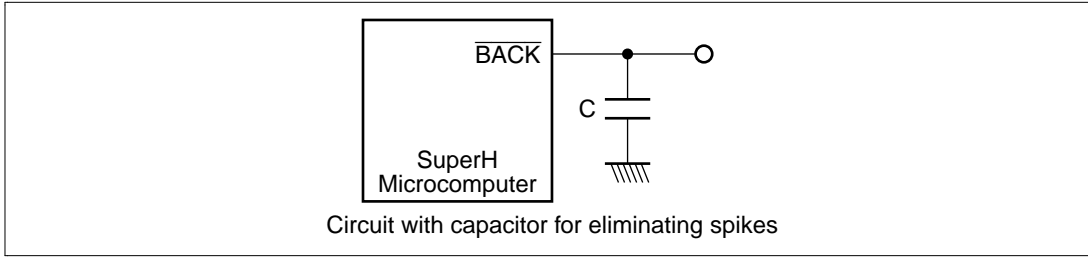 BACK
C
SuperH
Microcomputer
Circuit with capacitor for eliminating spikes